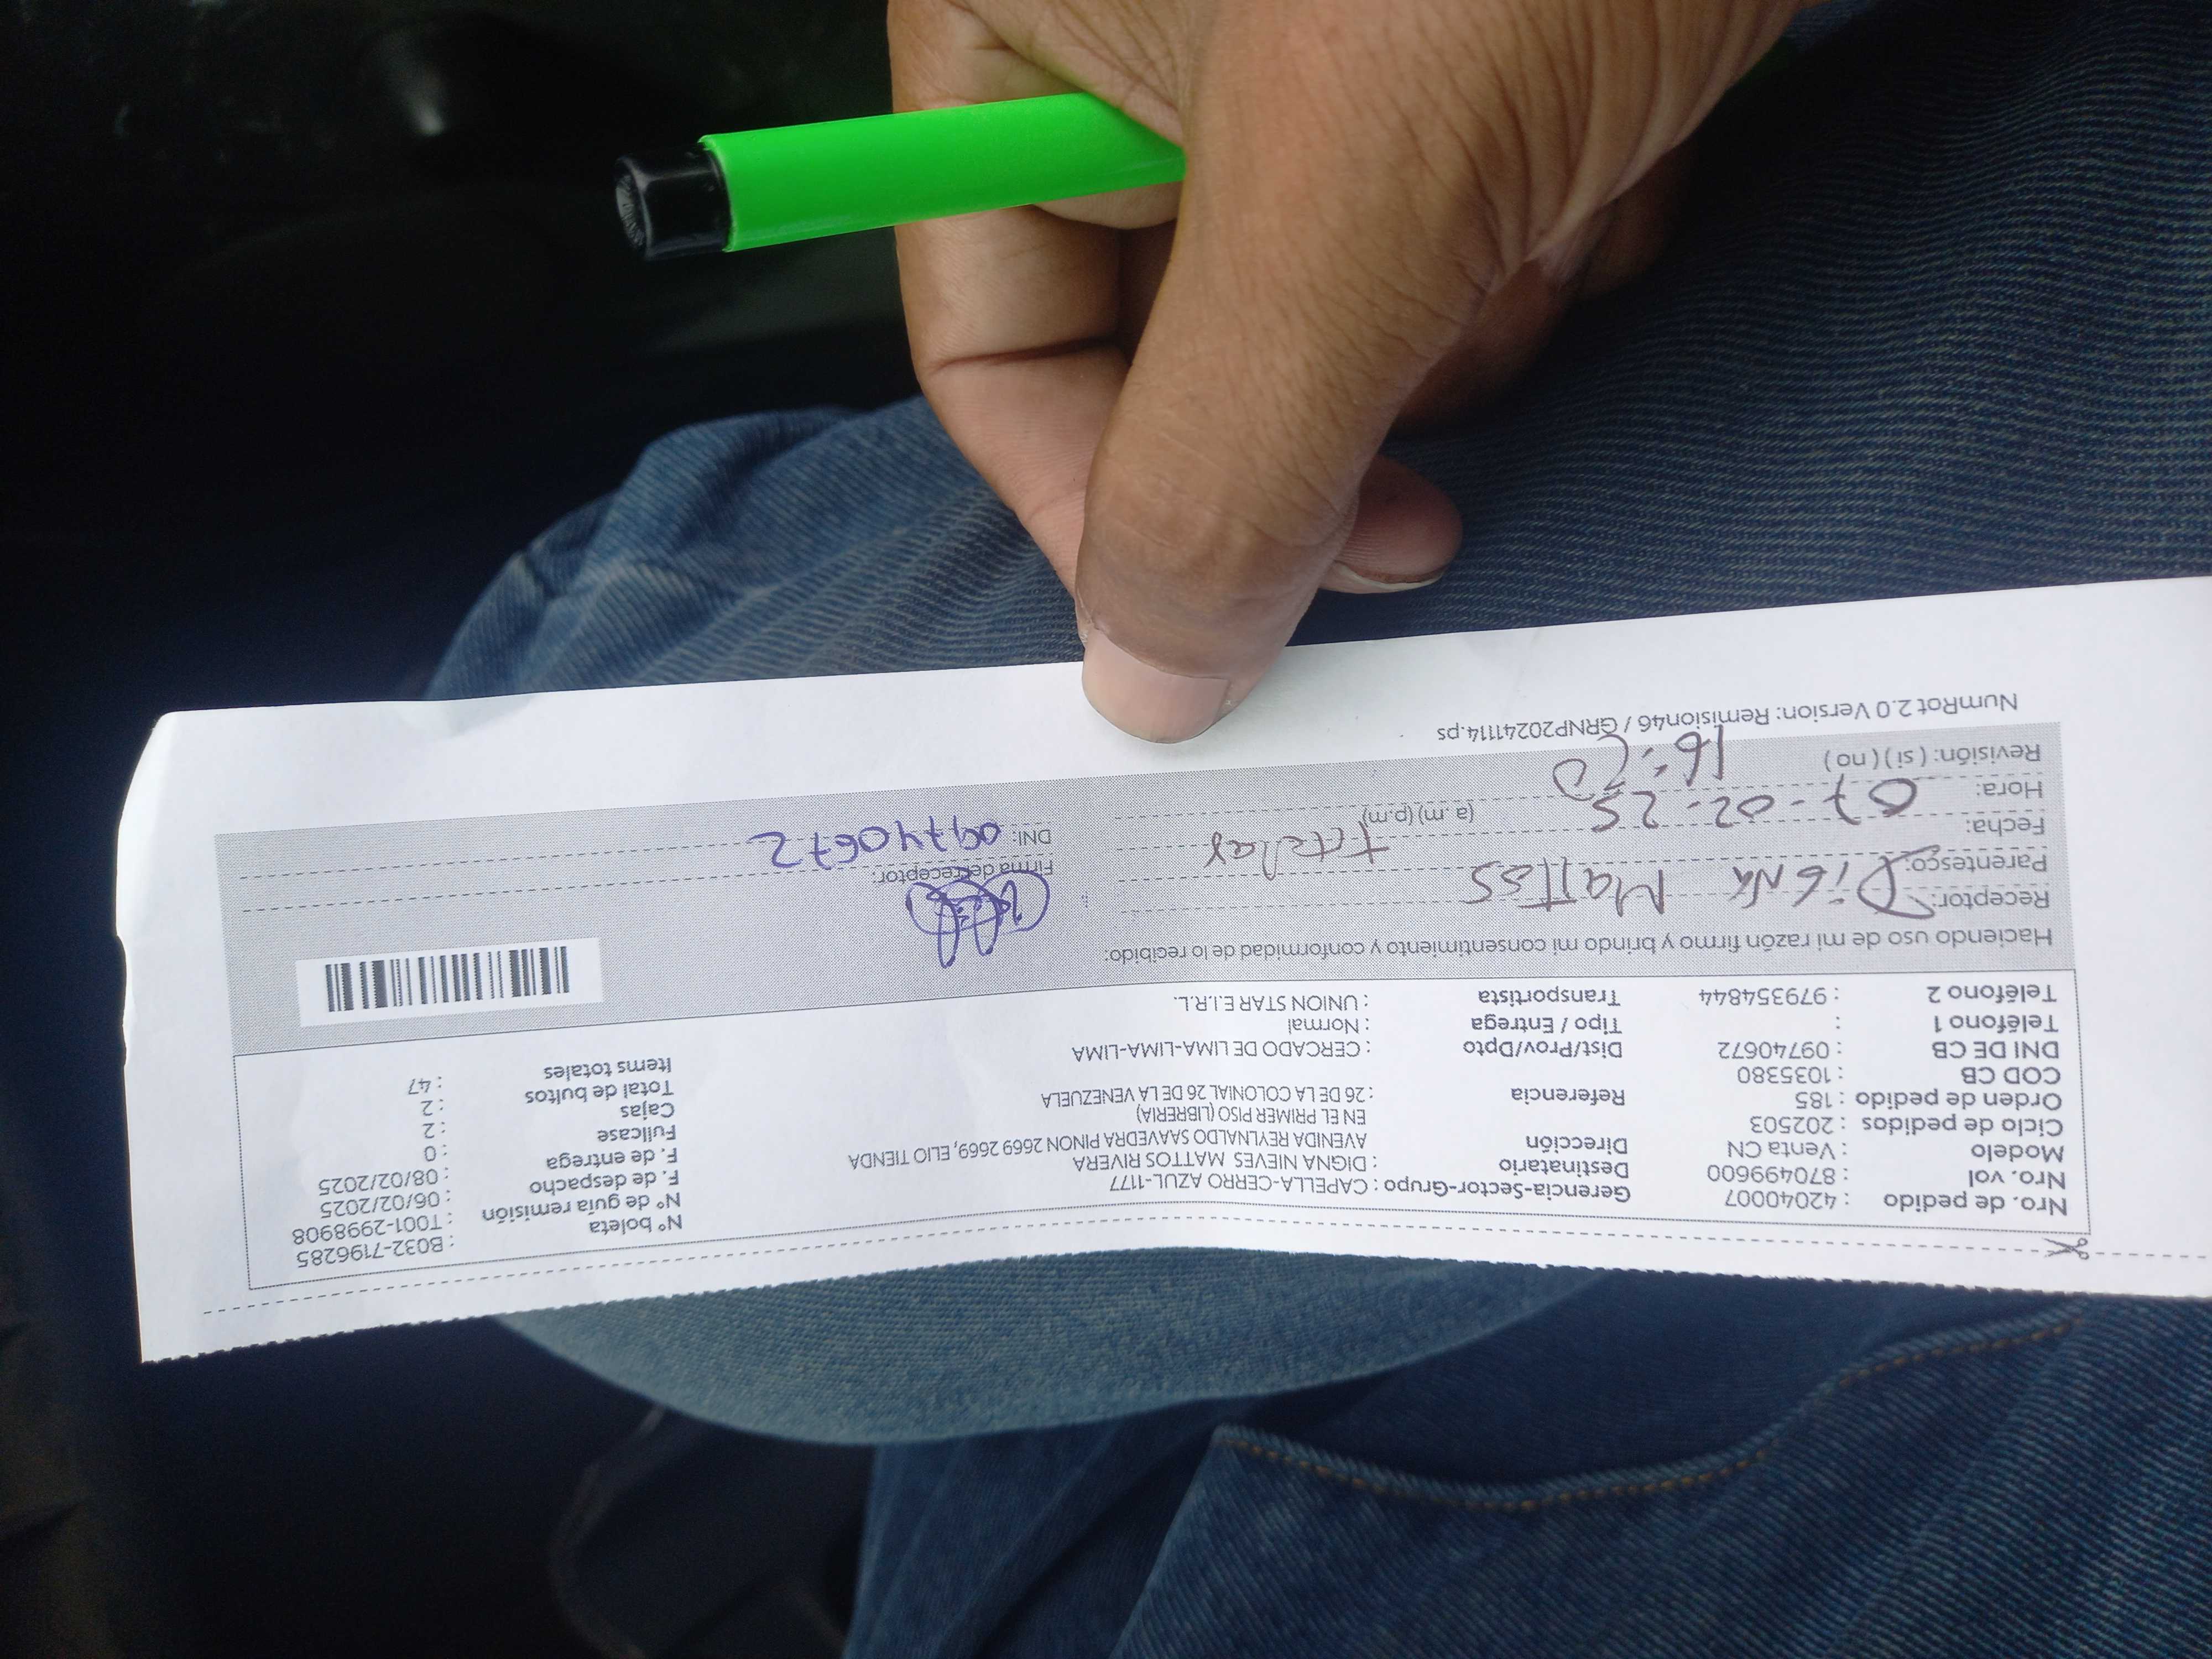 Nro. de pedido : 42040007
Nro. vol : 870499600
Modelo : Venta CN
Ciclo de pedidos : 202503
Orden de pedido : 185
COD CB : 1035380
DNI DE CB : 09740672
Teléfono 1 :
Teléfono 2 : 979354844
Gerencia-Sector-Grupo : CAPELLA-CERRO AZUL-1177
Destinatario : DIGNA NIEVES MATTOS RIVERA
Dirección AVENIDA REYLNALDO SAAVEDRA PINON 2669 2669, ELIO TIENDA
EN EL PRIMER PISO (LIBRERIA)
Referencia : 26 DE LA COLONIAL 26 DE LA VENEZUELA
Dist/Prov/Dpto : CERCADO DE LIMA-LIMA-LIMA
Tipo / Entrega : Normal
Transportista : UNION STAR E.I.R.L.
Nº boleta : B032-7196285
Nº de guía remisión : T001-2998908
F. de despacho : 06/02/2025
F. de entrega : 08/02/2025
Fullcase : 0
Cajas : 2
Total de bultos : 2
Items totales : 47
Haciendo uso de mi razón firmo y brindo mi consentimiento y conformidad de lo recibido:
Receptor: DiGNA MaTTos
Parentesco: titular
Fecha: 07-02-25
Hora: (a.m) (p.m)
Revisión: ( si ) ( no )
Firma del receptor:
DNI: 09740672
NumRot 2.0 Version: Remision46 / GRNP20241114.ps